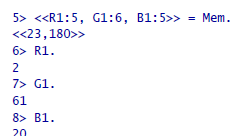 5> <<R1:5, G1:6, B1:5>> = Mem.
<<23,180>>
6> R1.
2
7> G1.
61
8> B1.
20